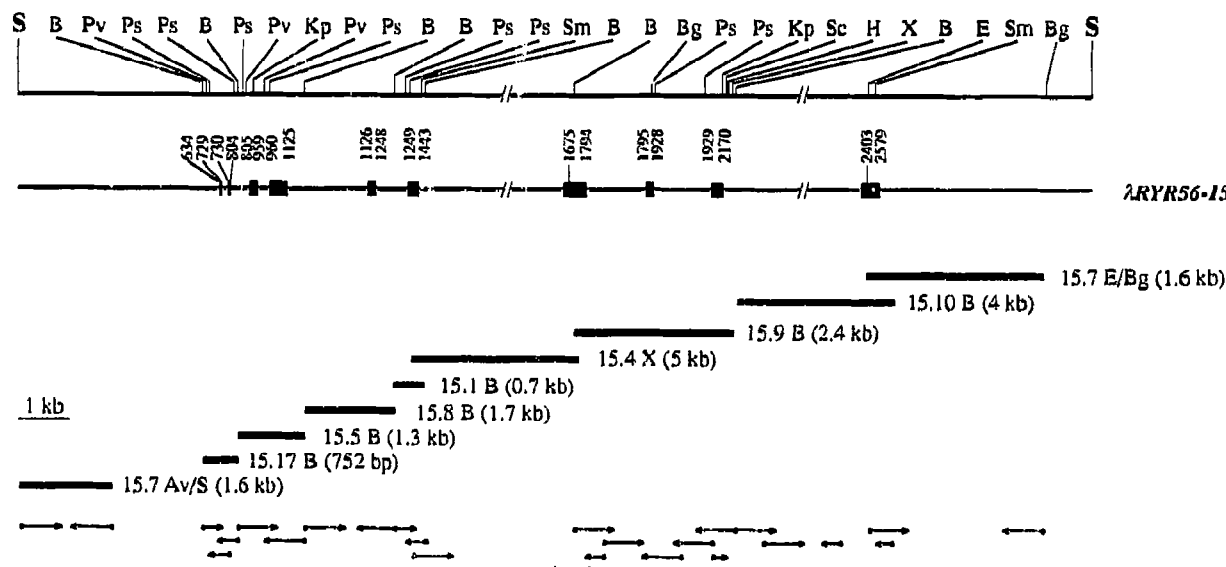 S B Pv Ps Ps B Ps Pv Kp Pv Ps B B Ps Ps Sm B B Bg Ps Ps Kp Sc H X B E Sm Bg S
634 729 730 804 805 959 960 1125 1126 1248 1249 1443 1675 1794 1795 1928 1929 2170 2403 2579
λRYR56-15
15.7 E/Bg (1.6 kb)
15.10 B (4 kb)
15.9 B (2.4 kb)
15.4 X (5 kb)
15.1 B (0.7 kb)
1 kb
15.8 B (1.7 kb)
15.5 B (1.3 kb)
15.17 B (752 bp)
15.7 Av/S (1.6 kb)